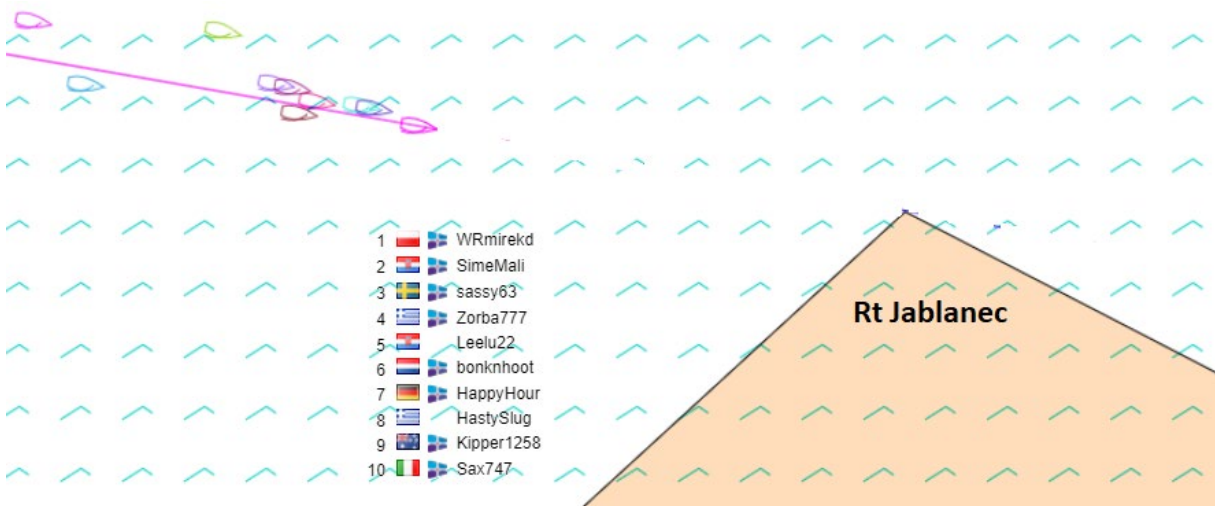 1 WRmirekd
2 SimeMali
3 sassy63
Rt Jablanec
4 Zorba777
5 Leelu22
6 bonknhoot
7 HappyHour
8 HastySlug
9 Kipper1258
10 Sax747